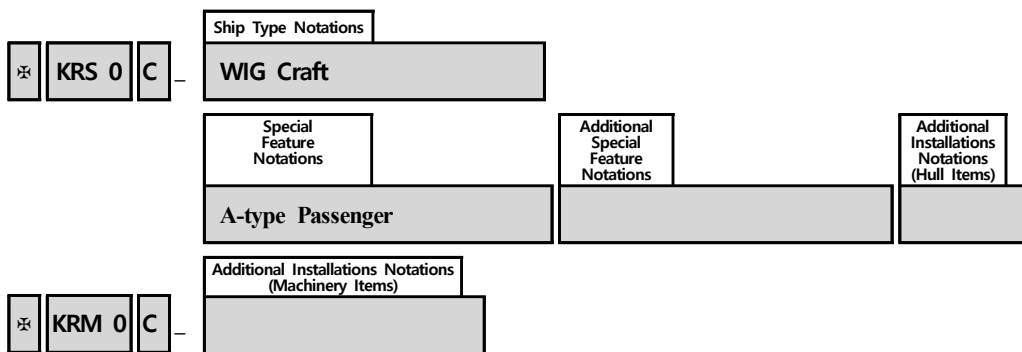 Ship Type Notations
✠ KRS 0 C _ WIG Craft
Special
Feature
Notations
Additional
Special
Feature
Notations
Additional
Installations
Notations
(Hull Items)
A-type Passenger
Additional Installations Notations
(Machinery Items)
✠ KRM 0 C _